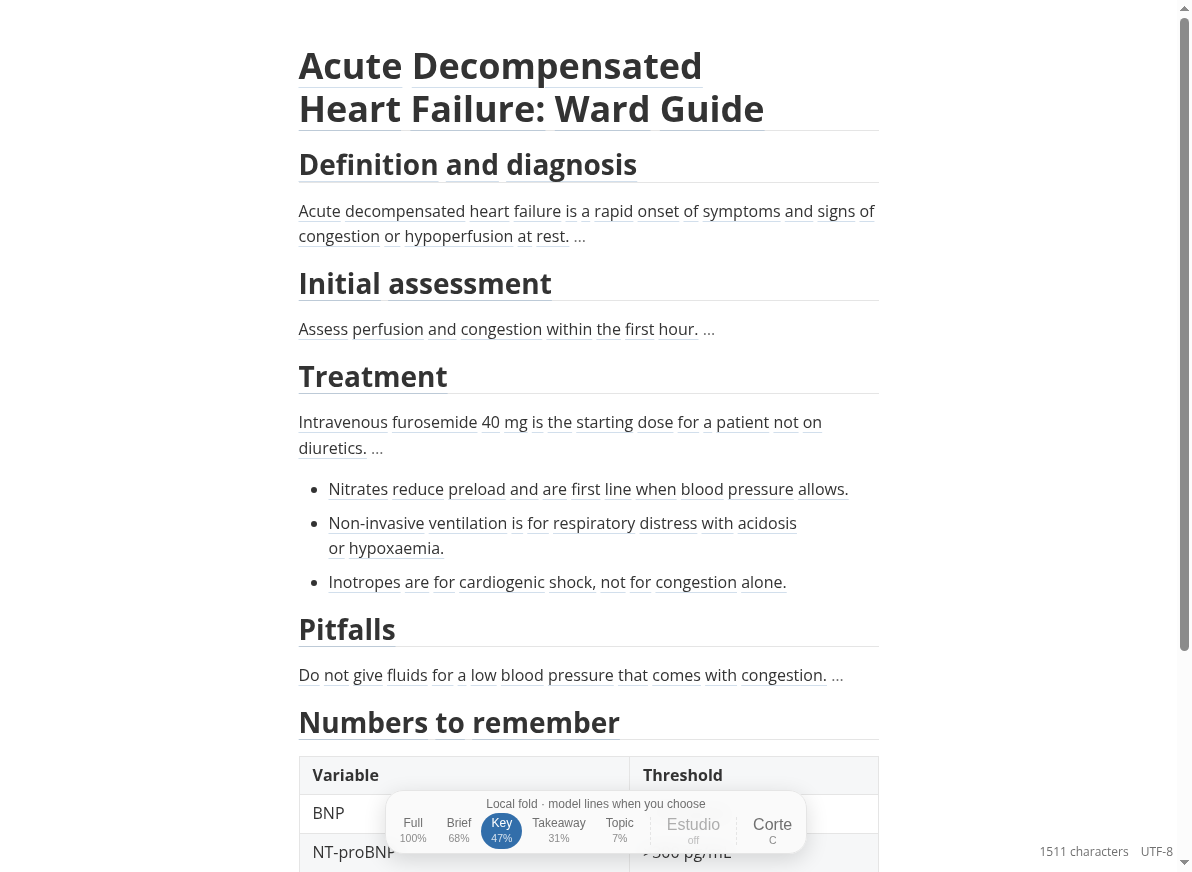 Acute Decompensated
Heart Failure: Ward Guide
Definition and diagnosis
Acute decompensated heart failure is a rapid onset of symptoms and signs of
congestion or hypoperfusion at rest. ...
Initial assessment
Assess perfusion and congestion within the first hour. ...
Treatment
Intravenous furosemide 40 mg is the starting dose for a patient not on
diuretics. ...
• Nitrates reduce preload and are first line when blood pressure allows.
• Non-invasive ventilation is for respiratory distress with acidosis
or hypoxaemia.
• Inotropes are for cardiogenic shock, not for congestion alone.
Pitfalls
Do not give fluids for a low blood pressure that comes with congestion. ...
Numbers to remember
Variable Threshold
BNP
Local fold · model lines when you choose
Full Brief Key Takeaway Topic Estudio Corte
100% 68% 47% 31% 7% off C
NT-proBNP
1511 characters UTF-8